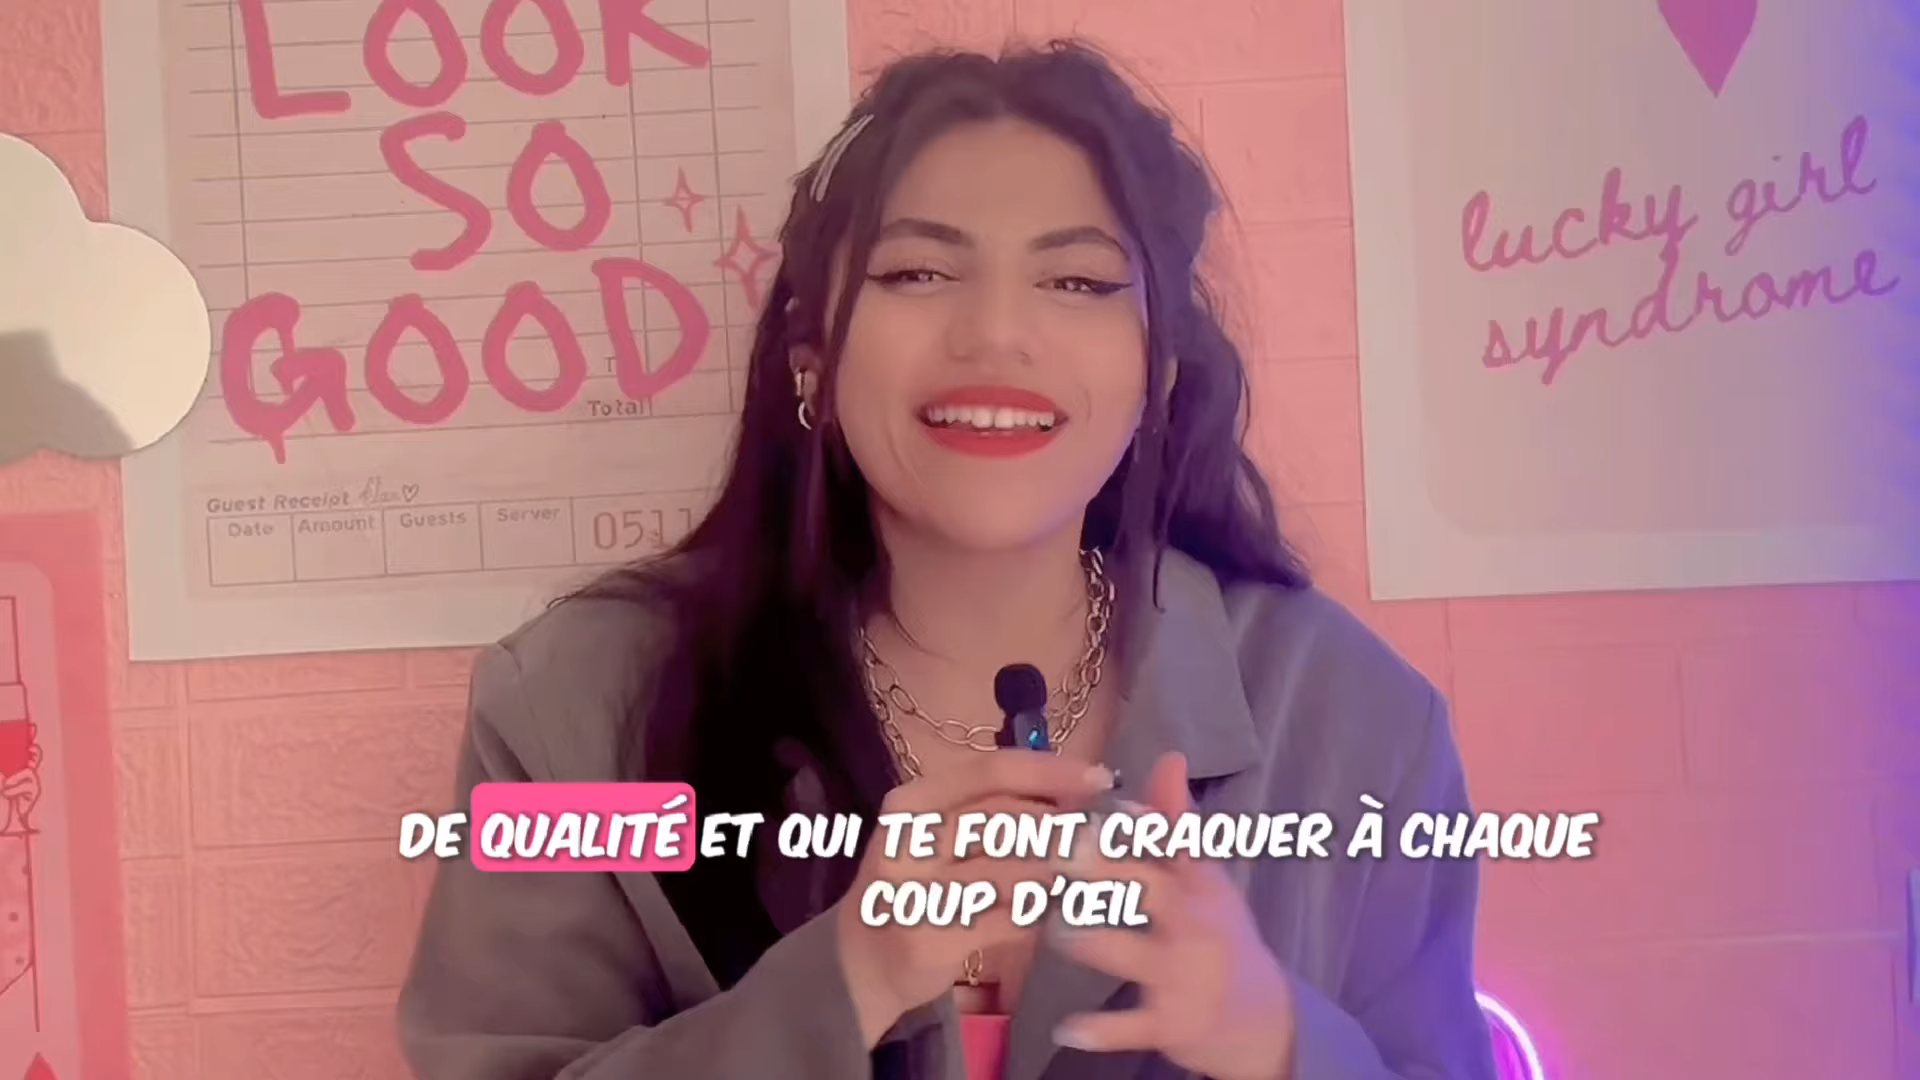 LOOK
SO
GOOD
Total
Guest Receipt
Date Amount Guests Server
lucky girl
syndrome
DE QUALITÉ ET QUI TE FONT CRAQUER À CHAQUE
COUP D'ŒIL